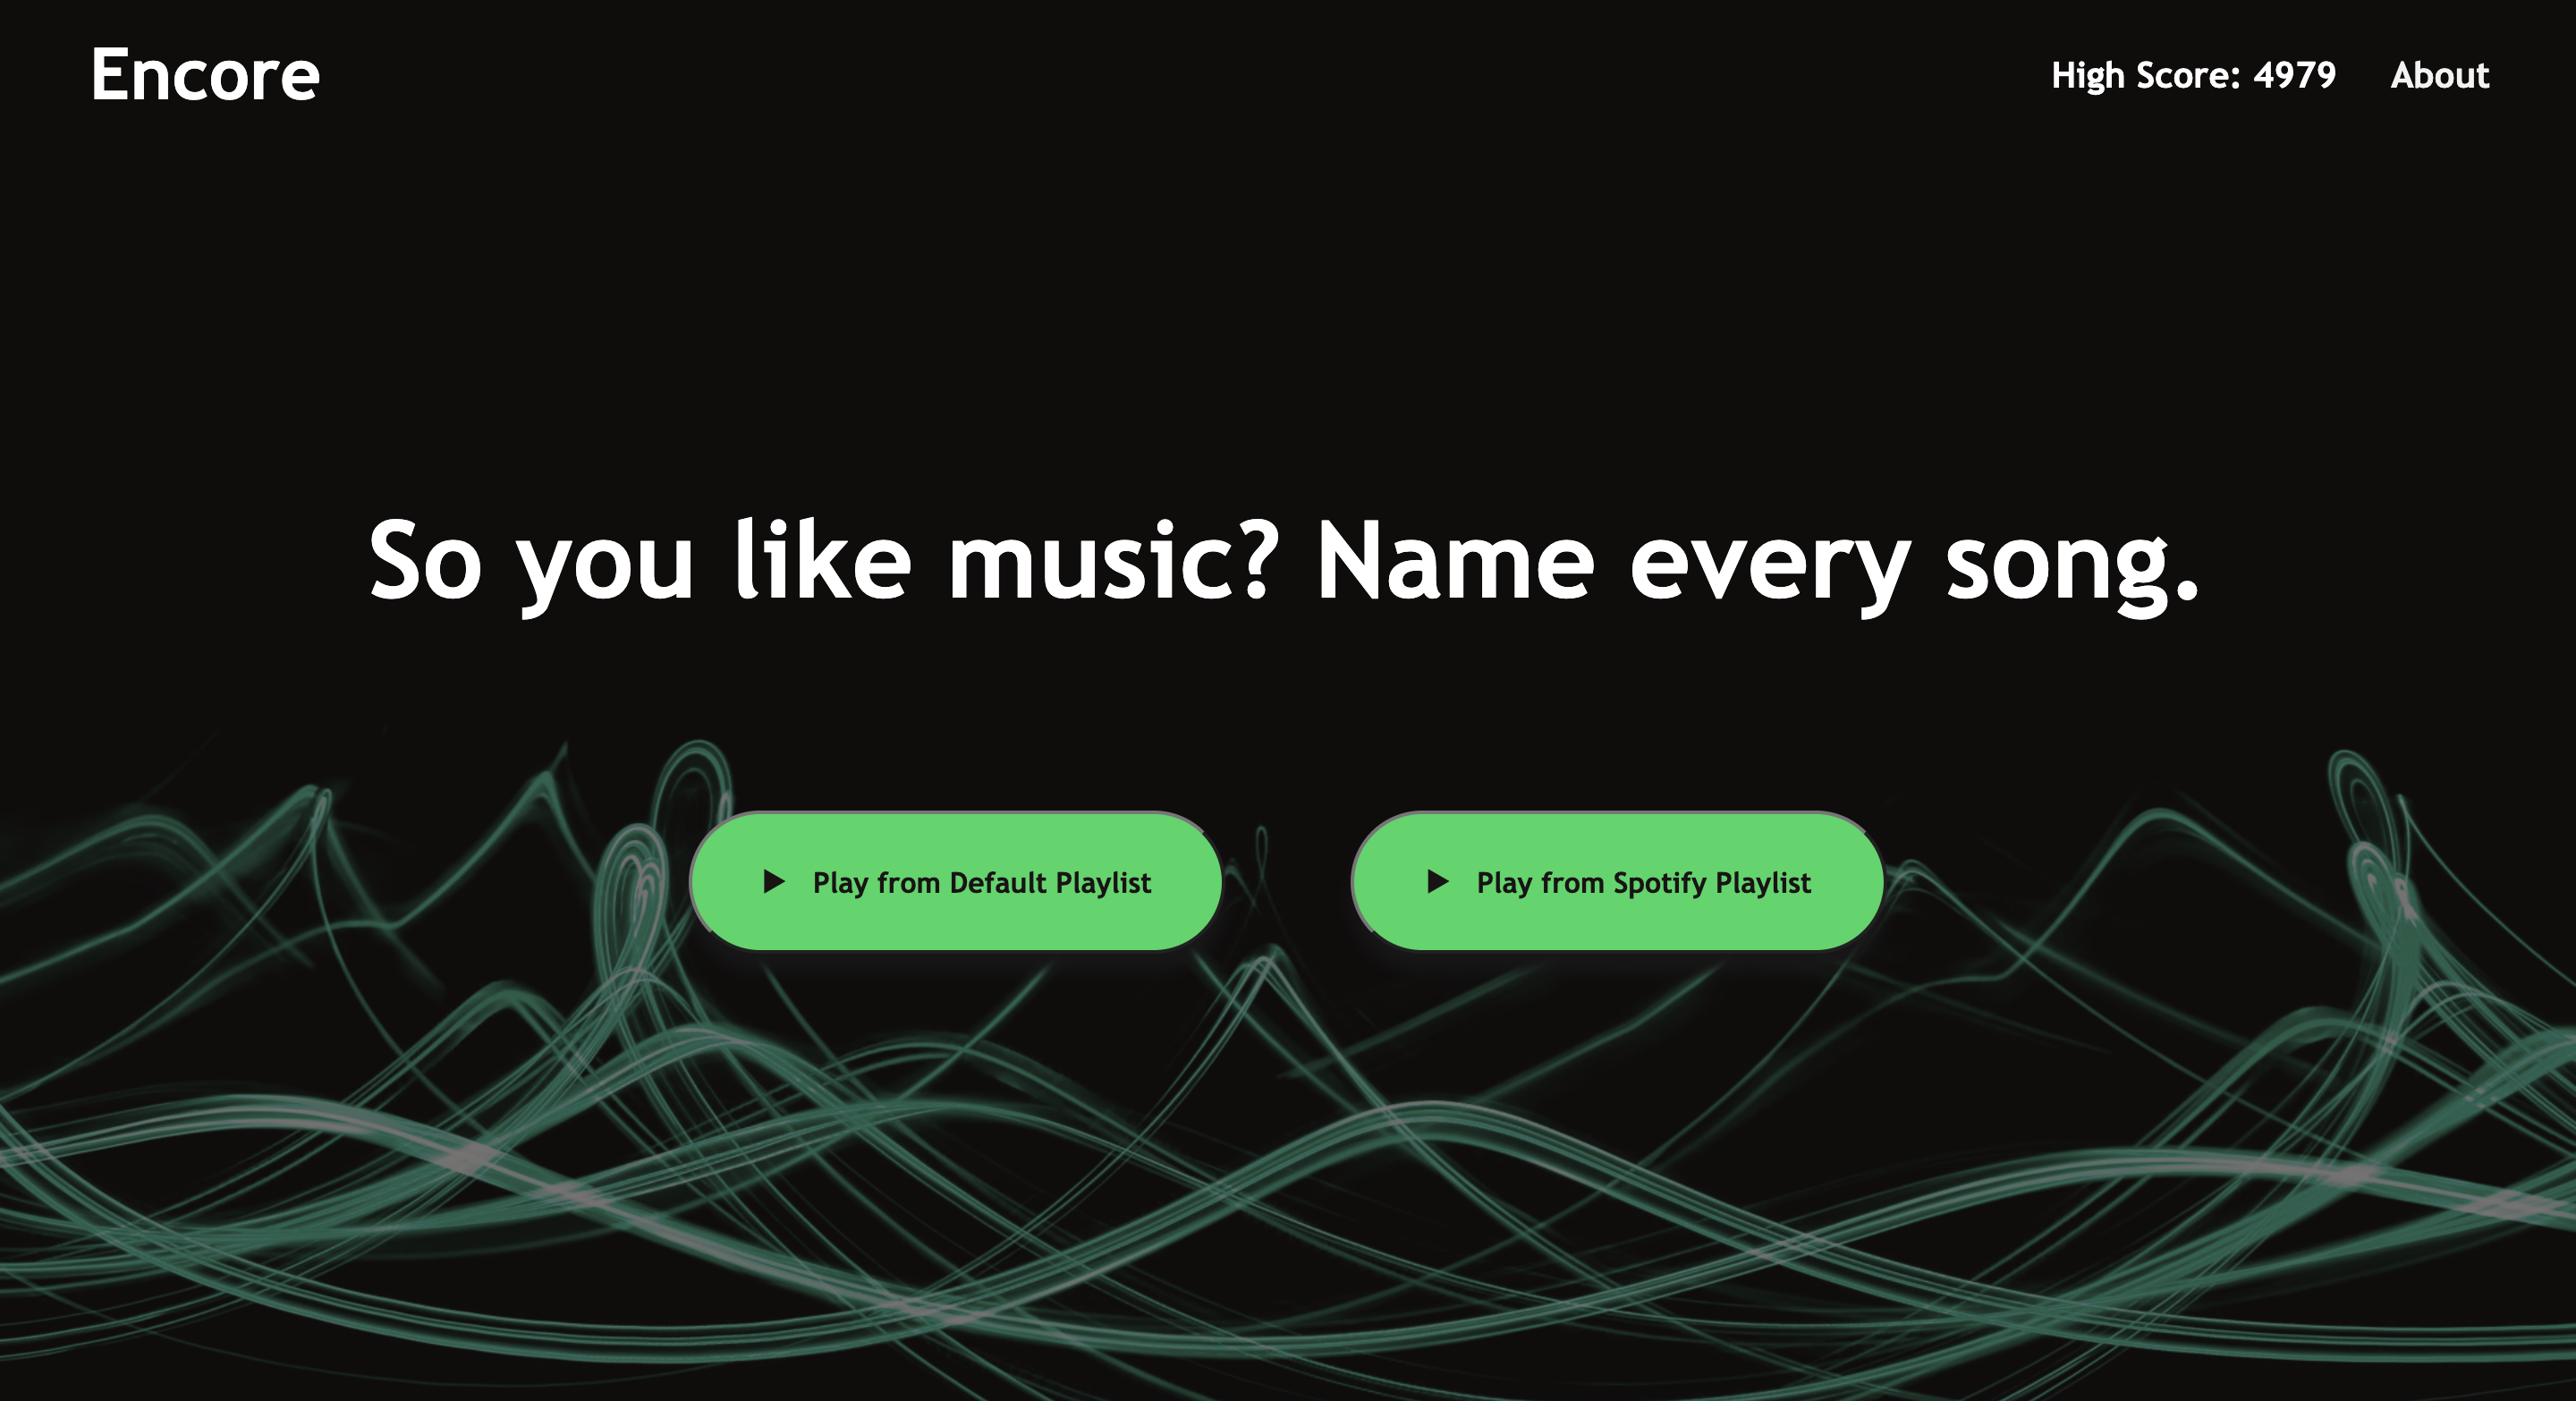 Encore
High Score: 4979
About
So you like music? Name every song.
Play from Default Playlist
Play from Spotify Playlist